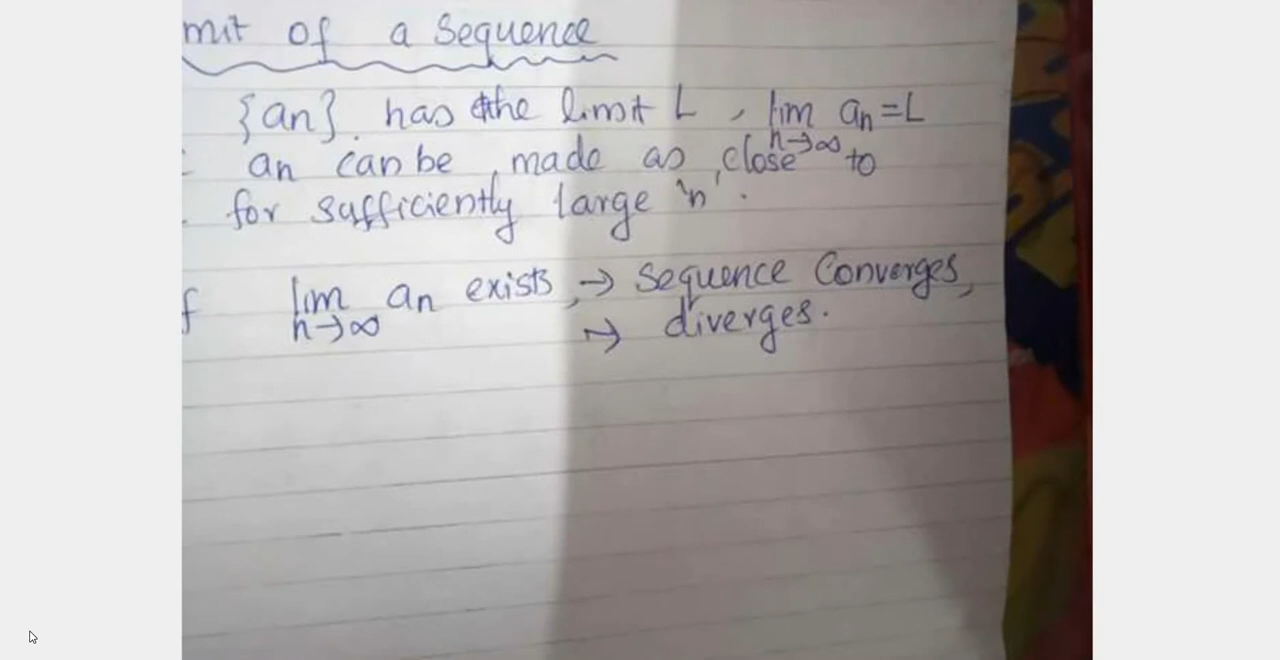 mit of a Sequence
{an} has the limit L, lim an = L
n→∞
an can be made as close to
for sufficiently large 'n'.
f lim an exists, → sequence Converges,
n→∞ → diverges.